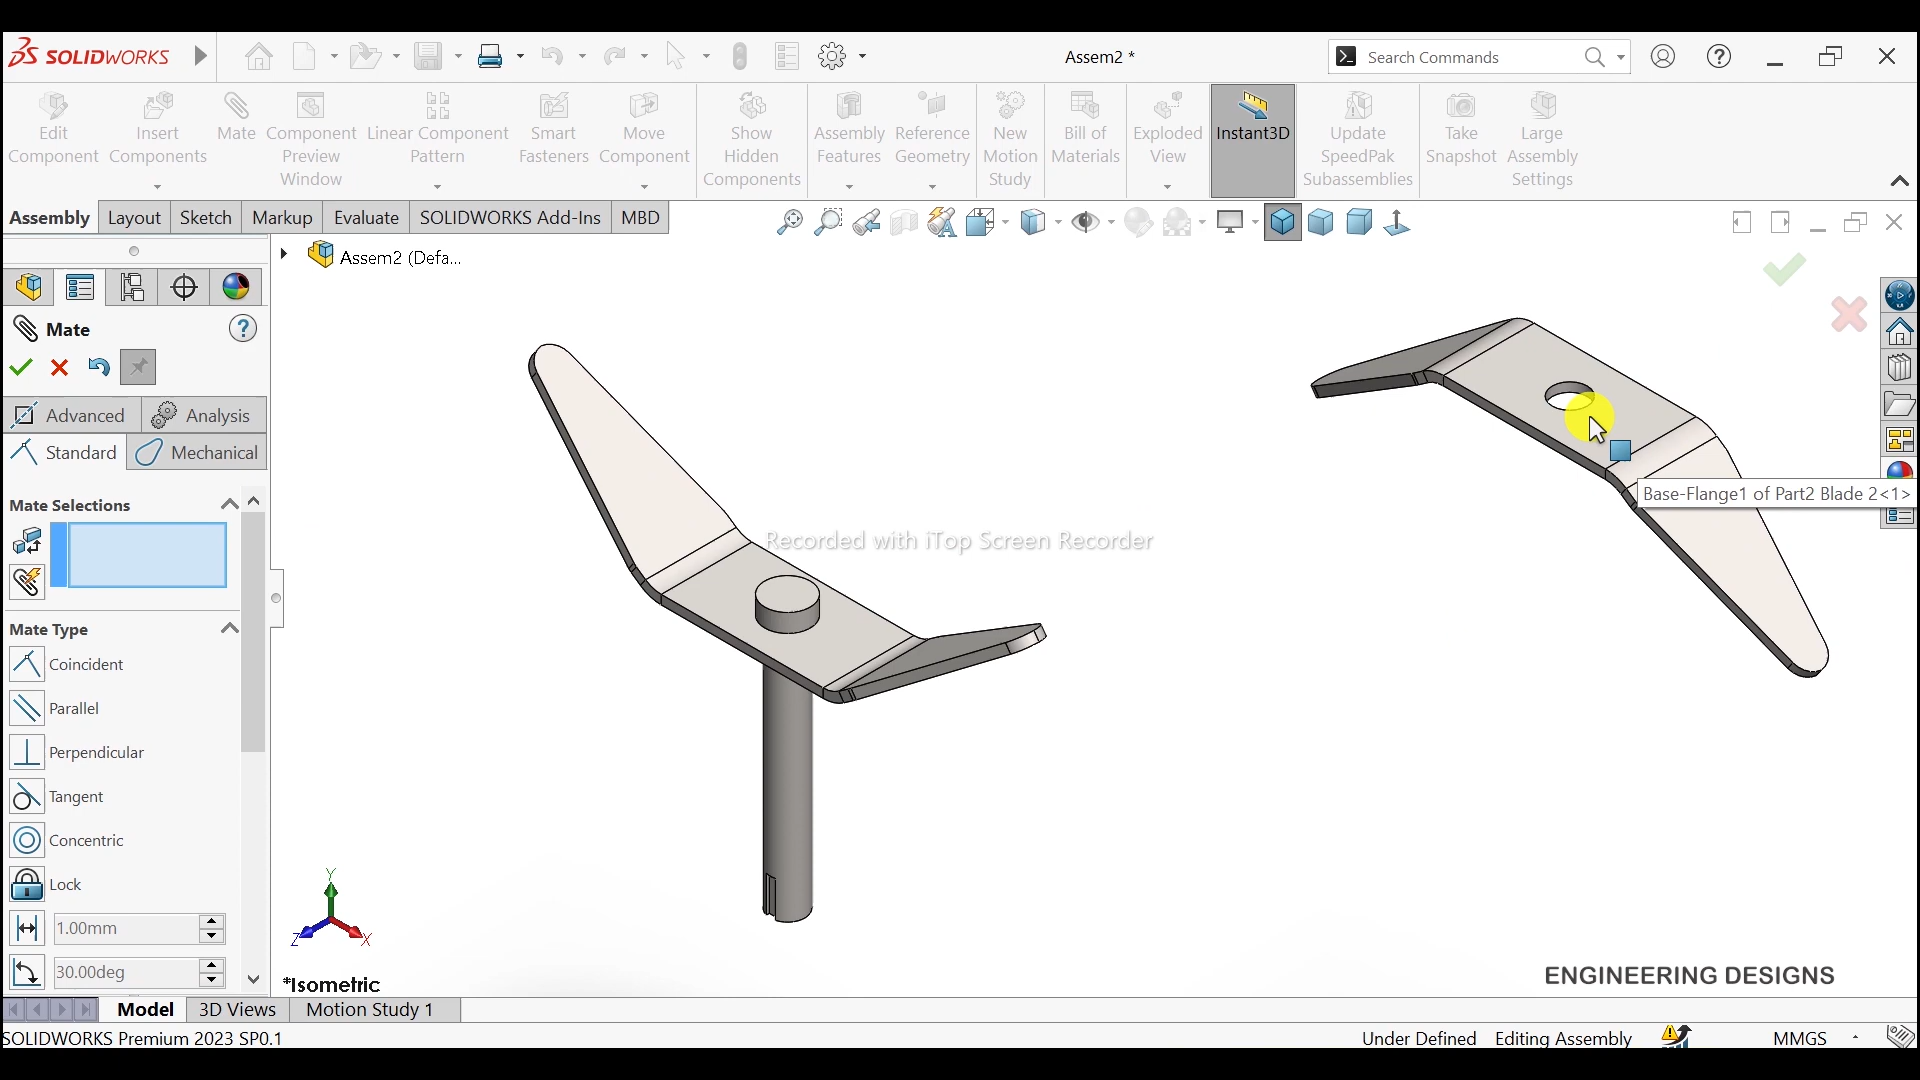 SOLIDWORKS
Assem2 *
Search Commands
Edit
Component
Insert
Components
Mate
Component
Preview
Window
Linear Component
Pattern
Smart
Fasteners
Move
Component
Show
Hidden
Components
Assembly
Features
Reference
Geometry
New
Motion
Study
Bill of
Materials
Exploded
View
Instant3D
Update
SpeedPak
Subassemblies
Take
Snapshot
Large
Assembly
Settings
Assembly
Layout
Sketch
Markup
Evaluate
SOLIDWORKS Add-Ins
MBD
Assem2 (Defa...
Mate
Advanced
Analysis
Standard
Mechanical
Mate Selections
Mate Type
Coincident
Parallel
Perpendicular
Tangent
Concentric
Lock
1.00mm
30.00deg
Base-Flange1 of Part2 Blade 2<1>
Recorded with iTop Screen Recorder
Y
Z
X
*Isometric
ENGINEERING DESIGNS
Model
3D Views
Motion Study 1
SOLIDWORKS Premium 2023 SP0.1
Under Defined
Editing Assembly
MMGS